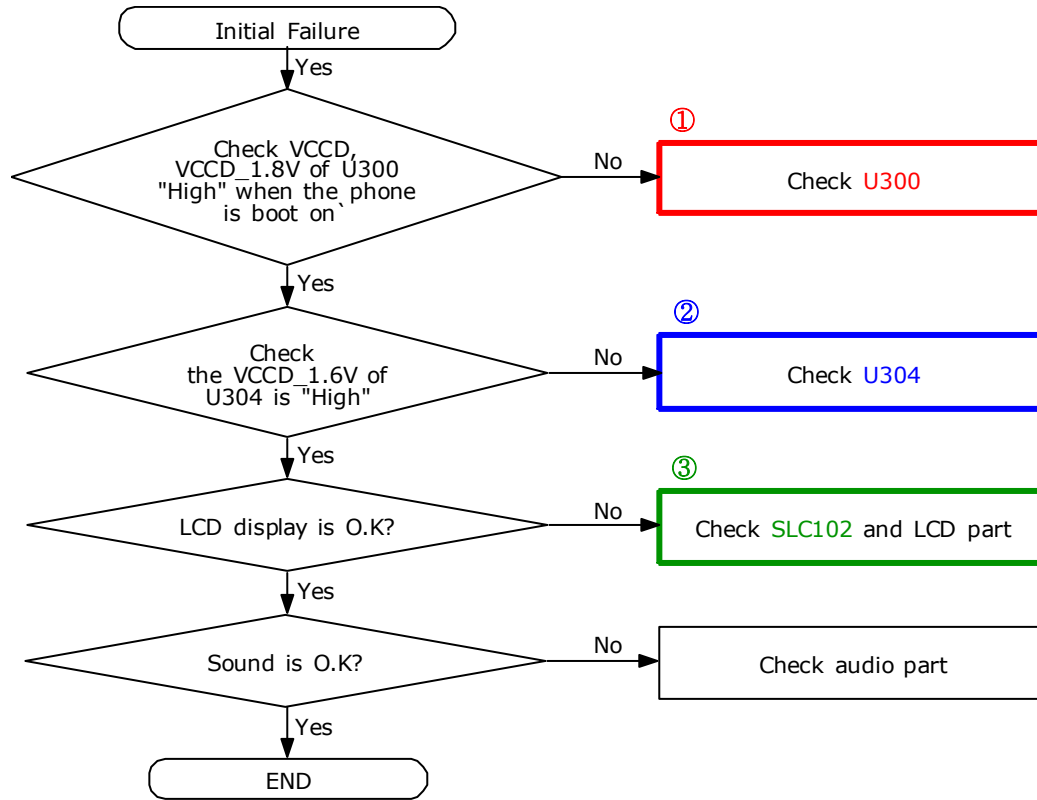 Initial Failure
Yes
Check VCCD,
VCCD_1.8V of U300
"High" when the phone
is boot on`
No
①
Check U300
Yes
Check
the VCCD_1.6V of
U304 is "High"
No
②
Check U304
Yes
LCD display is O.K?
No
③
Check SLC102 and LCD part
Yes
Sound is O.K?
No
Check audio part
Yes
END